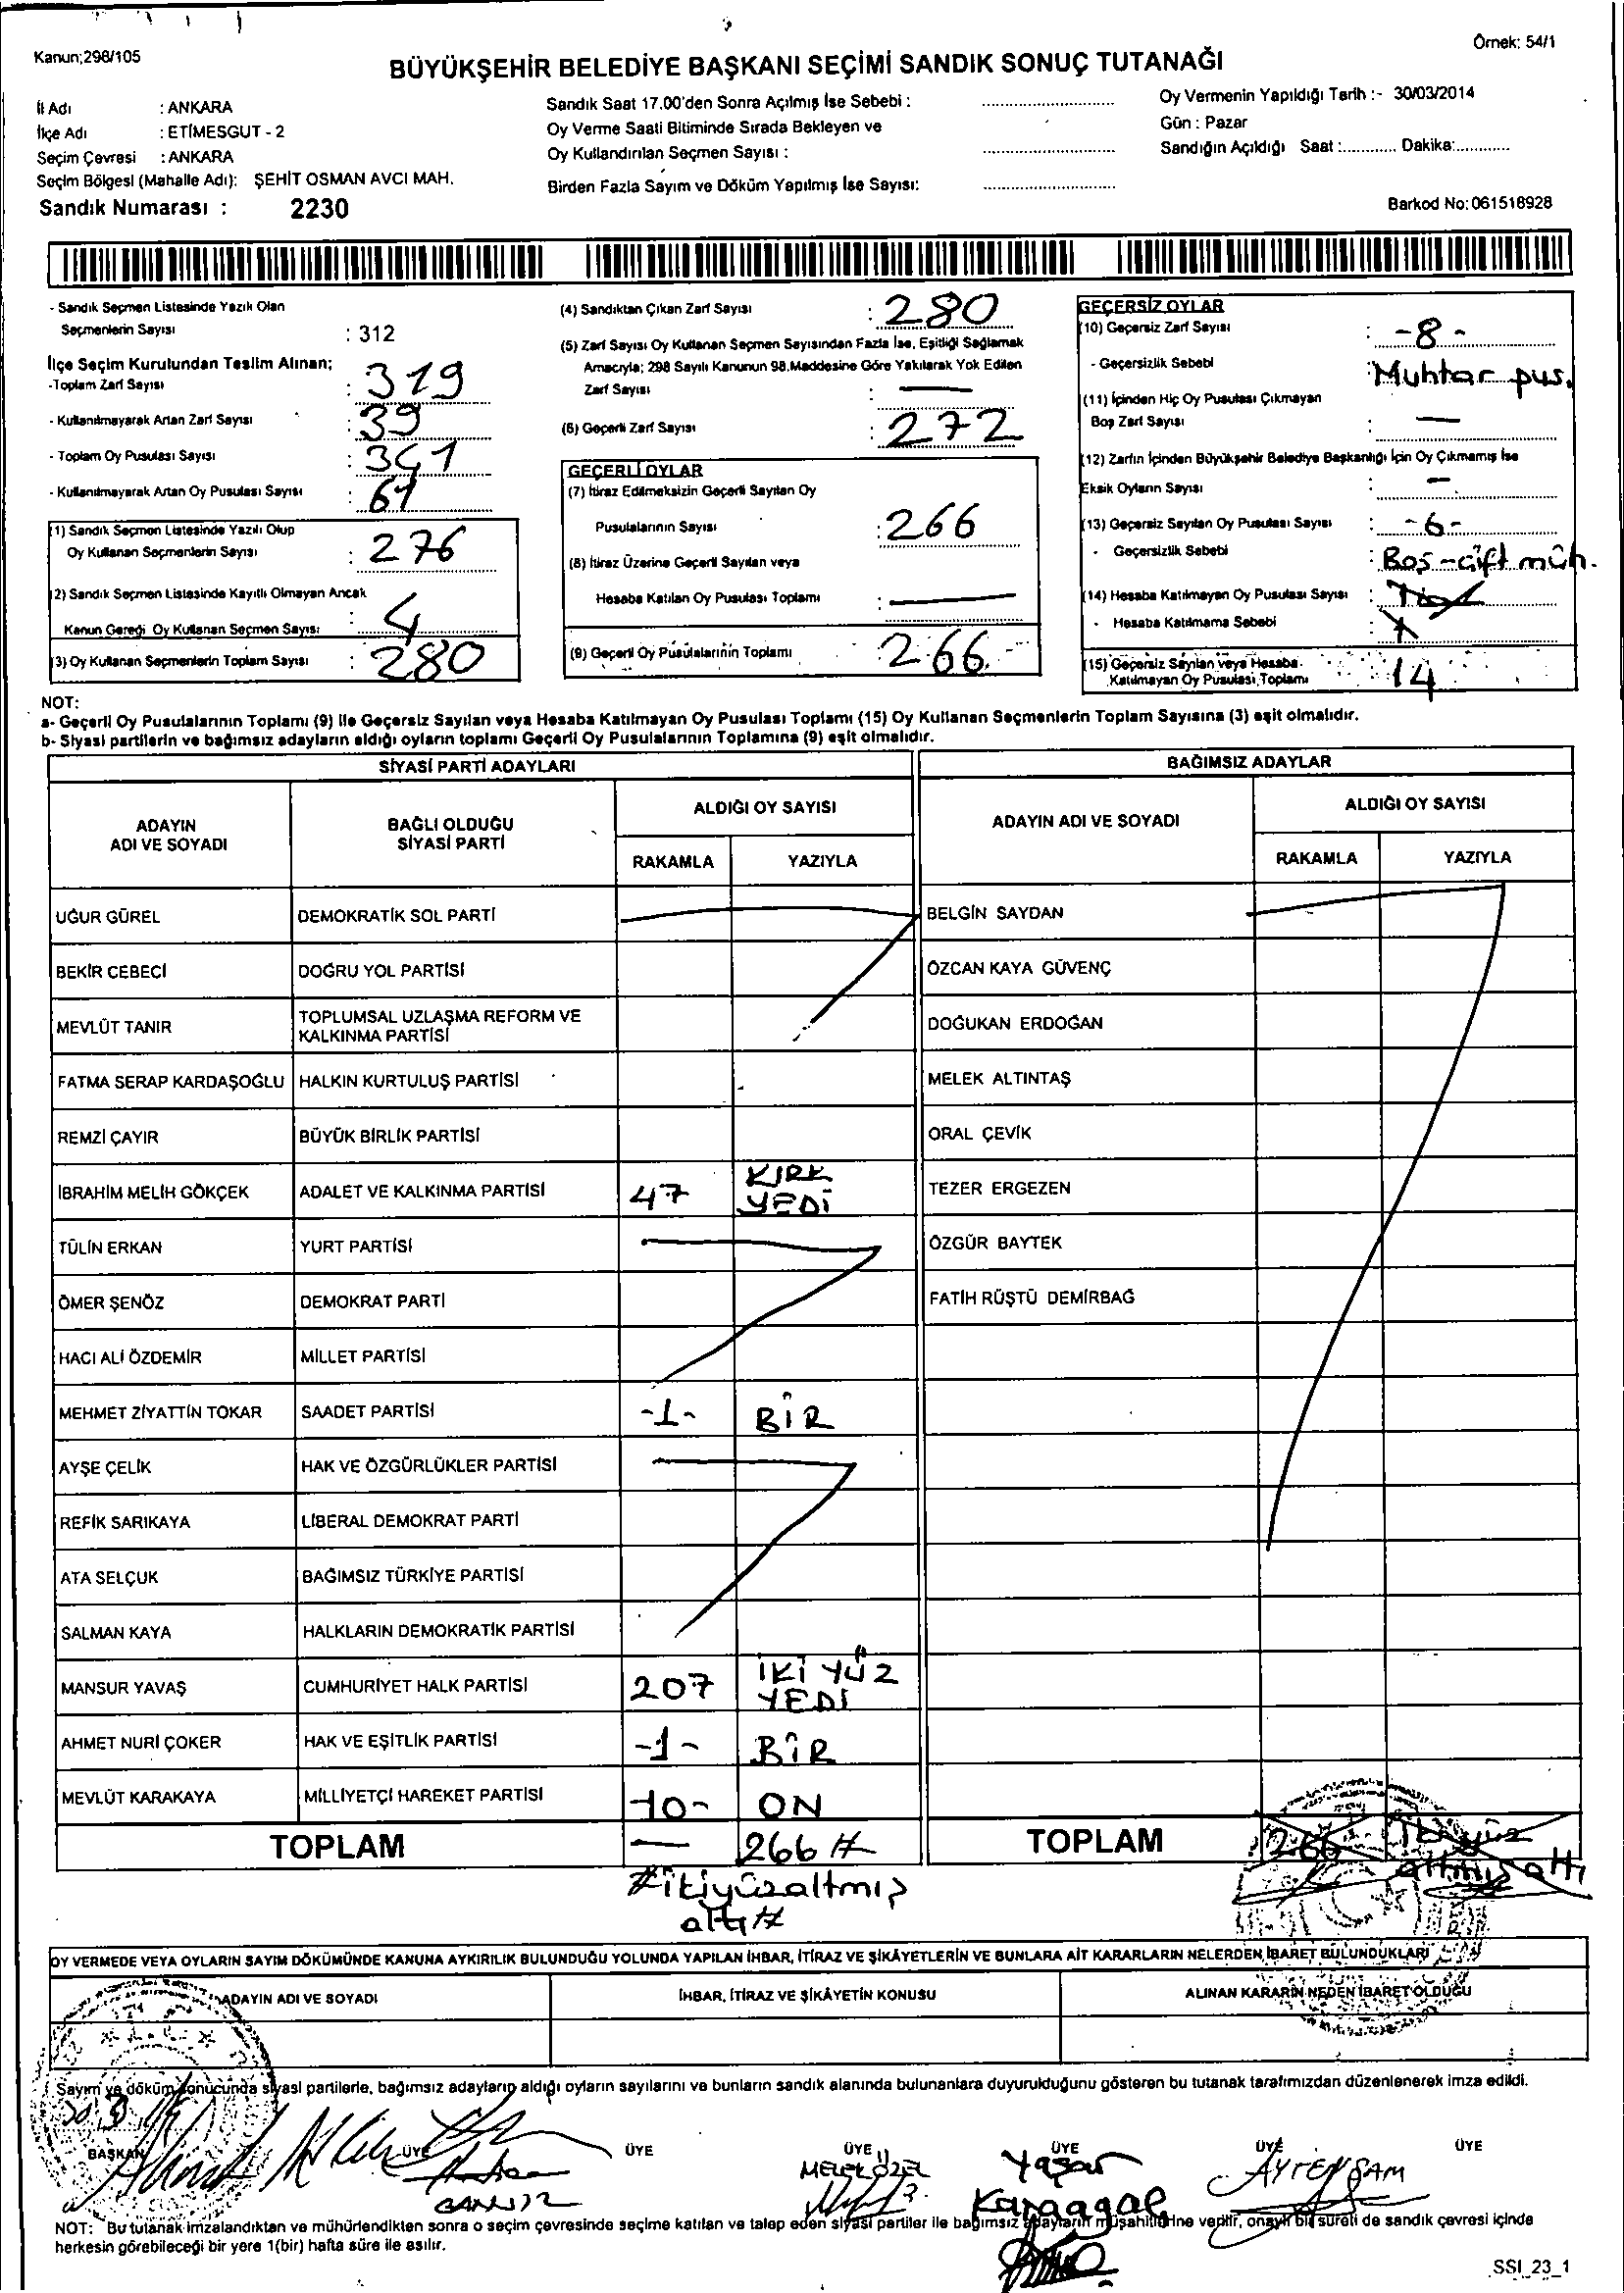 Kanun;298/105
Örnek: 54/1
BÜYÜKŞEHİR BELEDİYE BAŞKANI SEÇİMİ SANDIK SONUÇ TUTANAĞI
İl Adı : ANKARA
İlçe Adı : ETİMESGUT - 2
Seçim Çevresi : ANKARA
Seçim Bölgesi (Mahalle Adı): ŞEHİT OSMAN AVCI MAH.
Sandık Numarası : 2230
Sandık Saat 17.00'den Sonra Açılmış İse Sebebi :
Oy Verme Saati Bitiminde Sırada Bekleyen ve
Oy Kullandırılan Seçmen Sayısı :
Birden Fazla Sayım ve Döküm Yapılmış İse Sayısı:
Oy Vermenin Yapıldığı Tarih :- 30/03/2014
Gün : Pazar
Sandığın Açıldığı Saat :............ Dakika:............
Barkod No: 061518928
- Sandık Seçmen Listesinde Yazılı Olan
Seçmenlerin Sayısı : 312
İlçe Seçim Kurulundan Teslim Alınan;
-Toplam Zarf Sayısı : 319
- Kullanılmayarak Artan Zarf Sayısı : 39
- Toplam Oy Pusulası Sayısı : 341
- Kullanılmayarak Artan Oy Pusulası Sayısı : 61
(1) Sandık Seçmen Listesinde Yazılı Olup
Oy Kullanan Seçmenlerin Sayısı : 276
(2) Sandık Seçmen Listesinde Kayıtlı Olmayan Ancak
Kanun Gereği Oy Kullanan Seçmen Sayısı : 4
(3) Oy Kullanan Seçmenlerin Toplam Sayısı : 280
(4) Sandıktan Çıkan Zarf Sayısı : 280
(5) Zarf Sayısı Oy Kullanan Seçmen Sayısından Fazla İse, Eşitliği Sağlamak
Amacıyla; 298 Sayılı Kanunun 98.Maddesine Göre Yakılarak Yok Edilen
Zarf Sayısı : —
(6) Geçerli Zarf Sayısı : 272
GEÇERLİ OYLAR
(7) İtiraz Edilmeksizin Geçerli Sayılan Oy
Pusulalarının Sayısı : 266
(8) İtiraz Üzerine Geçerli Sayılan veya
Hesaba Katılan Oy Pusulası Toplamı : —
(9) Geçerli Oy Pusulalarının Toplamı : 266
GEÇERSİZ OYLAR
(10) Geçersiz Zarf Sayısı : -8-
- Geçersizlik Sebebi : Muhtar pus.
(11) İçinden Hiç Oy Pusulası Çıkmayan
Boş Zarf Sayısı : —
(12) Zarfın İçinden Büyükşehir Belediye Başkanlığı İçin Oy Çıkmamış İse
Eksik Oyların Sayısı : —
(13) Geçersiz Sayılan Oy Pusulası Sayısı : -6-
- Geçersizlik Sebebi : Boş-çift müh.
(14) Hesaba Katılmayan Oy Pusulası Sayısı :
- Hesaba Katılmama Sebebi :
(15) Geçersiz Sayılan veya Hesaba
Katılmayan Oy Pusulası Toplamı : 14
NOT:
a- Geçerli Oy Pusulalarının Toplamı (9) ile Geçersiz Sayılan veya Hesaba Katılmayan Oy Pusulası Toplamı (15) Oy Kullanan Seçmenlerin Toplam Sayısına (3) eşit olmalıdır.
b- Siyasi partilerin ve bağımsız adayların aldığı oyların toplamı Geçerli Oy Pusulalarının Toplamına (9) eşit olmalıdır.
SİYASİ PARTİ ADAYLARI
ADAYIN ADI VE SOYADI
BAĞLI OLDUĞU SİYASİ PARTİ
ALDIĞI OY SAYISI
RAKAMLA YAZIYLA
UĞUR GÜREL DEMOKRATİK SOL PARTİ
BEKİR CEBECİ DOĞRU YOL PARTİSİ
MEVLÜT TANIR TOPLUMSAL UZLAŞMA REFORM VE KALKINMA PARTİSİ
FATMA SERAP KARDAŞOĞLU HALKIN KURTULUŞ PARTİSİ
REMZİ ÇAYIR BÜYÜK BİRLİK PARTİSİ
İBRAHİM MELİH GÖKÇEK ADALET VE KALKINMA PARTİSİ 47 KIRK YEDİ
TÜLİN ERKAN YURT PARTİSİ
ÖMER ŞENÖZ DEMOKRAT PARTİ
HACI ALİ ÖZDEMİR MİLLET PARTİSİ
MEHMET ZİYATTİN TOKAR SAADET PARTİSİ -1- BİR
AYŞE ÇELİK HAK VE ÖZGÜRLÜKLER PARTİSİ
REFİK SARIKAYA LİBERAL DEMOKRAT PARTİ
ATA SELÇUK BAĞIMSIZ TÜRKİYE PARTİSİ
SALMAN KAYA HALKLARIN DEMOKRATİK PARTİSİ
MANSUR YAVAŞ CUMHURİYET HALK PARTİSİ 207 İKİ YÜZ YEDİ
AHMET NURİ ÇOKER HAK VE EŞİTLİK PARTİSİ -1- BİR
MEVLÜT KARAKAYA MİLLİYETÇİ HAREKET PARTİSİ -10- ON
TOPLAM — 266 #
# ikiyüzaltmış
altı #
BAĞIMSIZ ADAYLAR
ADAYIN ADI VE SOYADI
ALDIĞI OY SAYISI
RAKAMLA YAZIYLA
BELGİN SAYDAN
ÖZCAN KAYA GÜVENÇ
DOĞUKAN ERDOĞAN
MELEK ALTINTAŞ
ORAL ÇEVİK
TEZER ERGEZEN
ÖZGÜR BAYTEK
FATİH RÜŞTÜ DEMİRBAĞ
TOPLAM 266 İki yüz
altmış altı
OY VERMEDE VEYA OYLARIN SAYIM DÖKÜMÜNDE KANUNA AYKIRILIK BULUNDUĞU YOLUNDA YAPILAN İHBAR, İTİRAZ VE ŞİKÂYETLERİN VE BUNLARA AİT KARARLARIN NELERDEN İBARET BULUNDUKLARI
ADAYIN ADI VE SOYADI
İHBAR, İTİRAZ VE ŞİKÂYETİN KONUSU
ALINAN KARARIN NEDEN İBARET OLDUĞU
Sayım ve döküm sonucunda siyasi partilerle, bağımsız adayların aldığı oyların sayılarını ve bunların sandık alanında bulunanlara duyurulduğunu gösteren bu tutanak tarafımızdan düzenlenerek imza edildi.
BAŞKAN ÜYE ÜYE ÜYE ÜYE ÜYE ÜYE
MELEK ÖZEL
Yaşar
Karaagaç
AYTEN ŞAM
NOT: Bu tutanak imzalandıktan ve mühürlendikten sonra o seçim çevresinde seçime katılan ve talep eden siyasi partiler ile bağımsız adayların müşahitlerine verilir, onaylı bir sureti de sandık çevresi içinde
herkesin görebileceği bir yere 1(bir) hafta süre ile asılır.
SSI_23_1